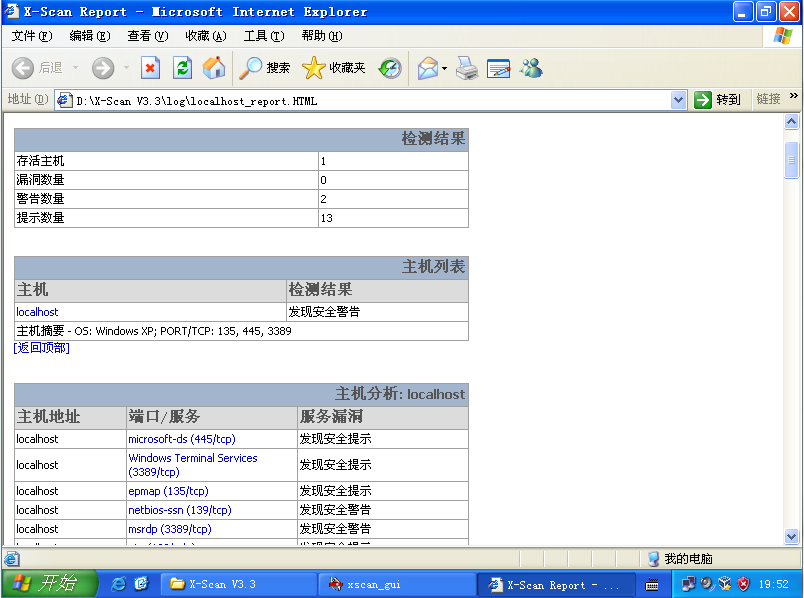 X-Scan Report - Microsoft Internet Explorer
文件(F) 编辑(E) 查看(V) 收藏(A) 工具(T) 帮助(H)
后退 搜索 收藏夹
地址(D) D:\X-Scan V3.3\log\localhost_report.HTML 转到 链接 »
检测结果
存活主机 1
漏洞数量 0
警告数量 2
提示数量 13
主机列表
主机 检测结果
localhost 发现安全警告
主机摘要 - OS: Windows XP; PORT/TCP: 135, 445, 3389
[返回顶部]
主机分析: localhost
主机地址 端口/服务 服务漏洞
localhost microsoft-ds (445/tcp) 发现安全提示
localhost Windows Terminal Services (3389/tcp) 发现安全提示
localhost epmap (135/tcp) 发现安全提示
localhost netbios-ssn (139/tcp) 发现安全警告
localhost msrdp (3389/tcp) 发现安全警告
我的电脑
开始 X-Scan V3.3 xscan_gui X-Scan Report - ... 19:52